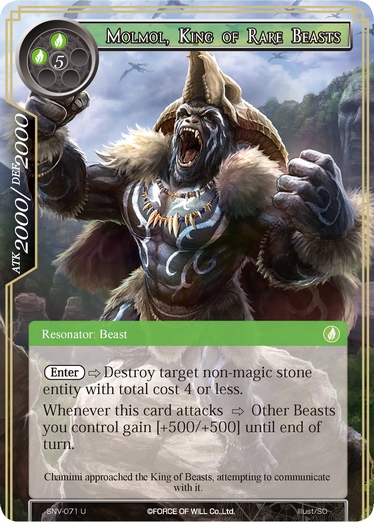 Molmol, King of Rare Beasts
5
ATK 2000/ DEF 2000
Resonator: Beast
Enter ⇨ Destroy target non-magic stone
entity with total cost 4 or less.
Whenever this card attacks ⇨ Other Beasts
you control gain [+500/+500] until end of
turn.
Chamimi approached the King of Beasts, attempting to communicate
with it.
SNV-071 U ©FORCE OF WILL Co.,Ltd. Illust/SO